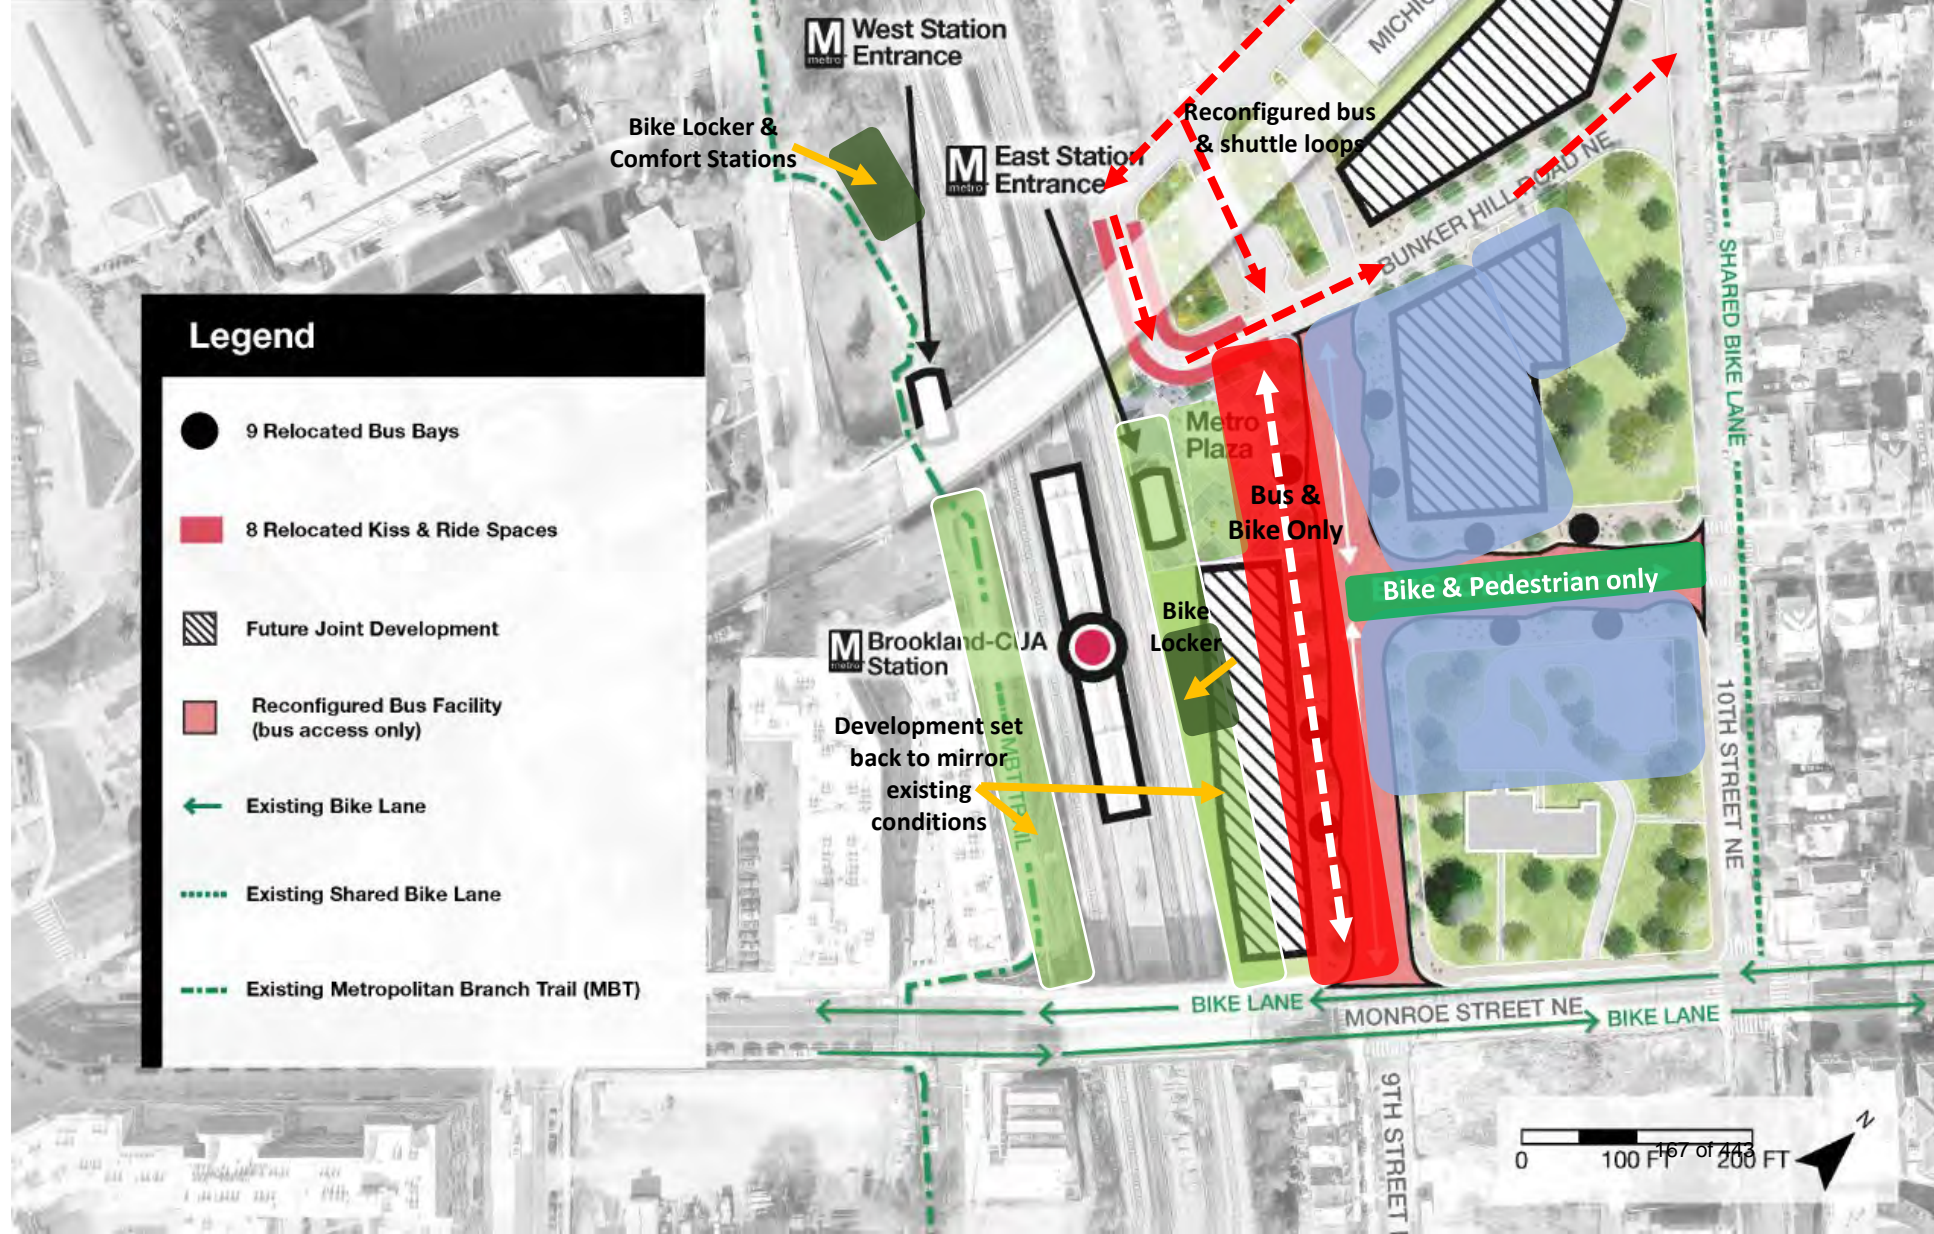 West Station
Entrance
M
metro
Bike Locker &
Comfort Stations
M
metro
East Station
Entrance
Reconfigured bus
& shuttle loops
BUNKER HILL ROAD NE
SHARED BIKE LANE
Legend
9 Relocated Bus Bays
8 Relocated Kiss & Ride Spaces
Future Joint Development
Reconfigured Bus Facility
(bus access only)
Existing Bike Lane
Existing Shared Bike Lane
Existing Metropolitan Branch Trail (MBT)
Metro
Plaza
Bus &
Bike Only
Bike & Pedestrian only
Bike
Locker
M
metro
Brookland-CUA
Station
Development set
back to mirror
existing
conditions
MBT TRAIL
10TH STREET NE
BIKE LANE
MONROE STREET NE
BIKE LANE
9TH STREET
N
0 100 FT 200 FT
167 of 443